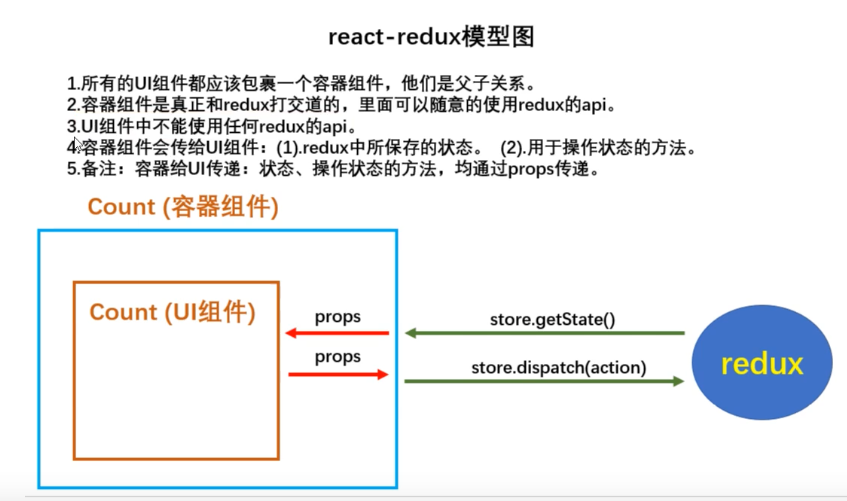 react-redux模型图
1.所有的UI组件都应该包裹一个容器组件，他们是父子关系。
2.容器组件是真正和redux打交道的，里面可以随意的使用redux的api。
3.UI组件中不能使用任何redux的api。
4.容器组件会传给UI组件：(1).redux中所保存的状态。 (2).用于操作状态的方法。
5.备注：容器给UI传递：状态、操作状态的方法，均通过props传递。
Count (容器组件)
Count (UI组件)
props
props
store.getState()
store.dispatch(action)
redux